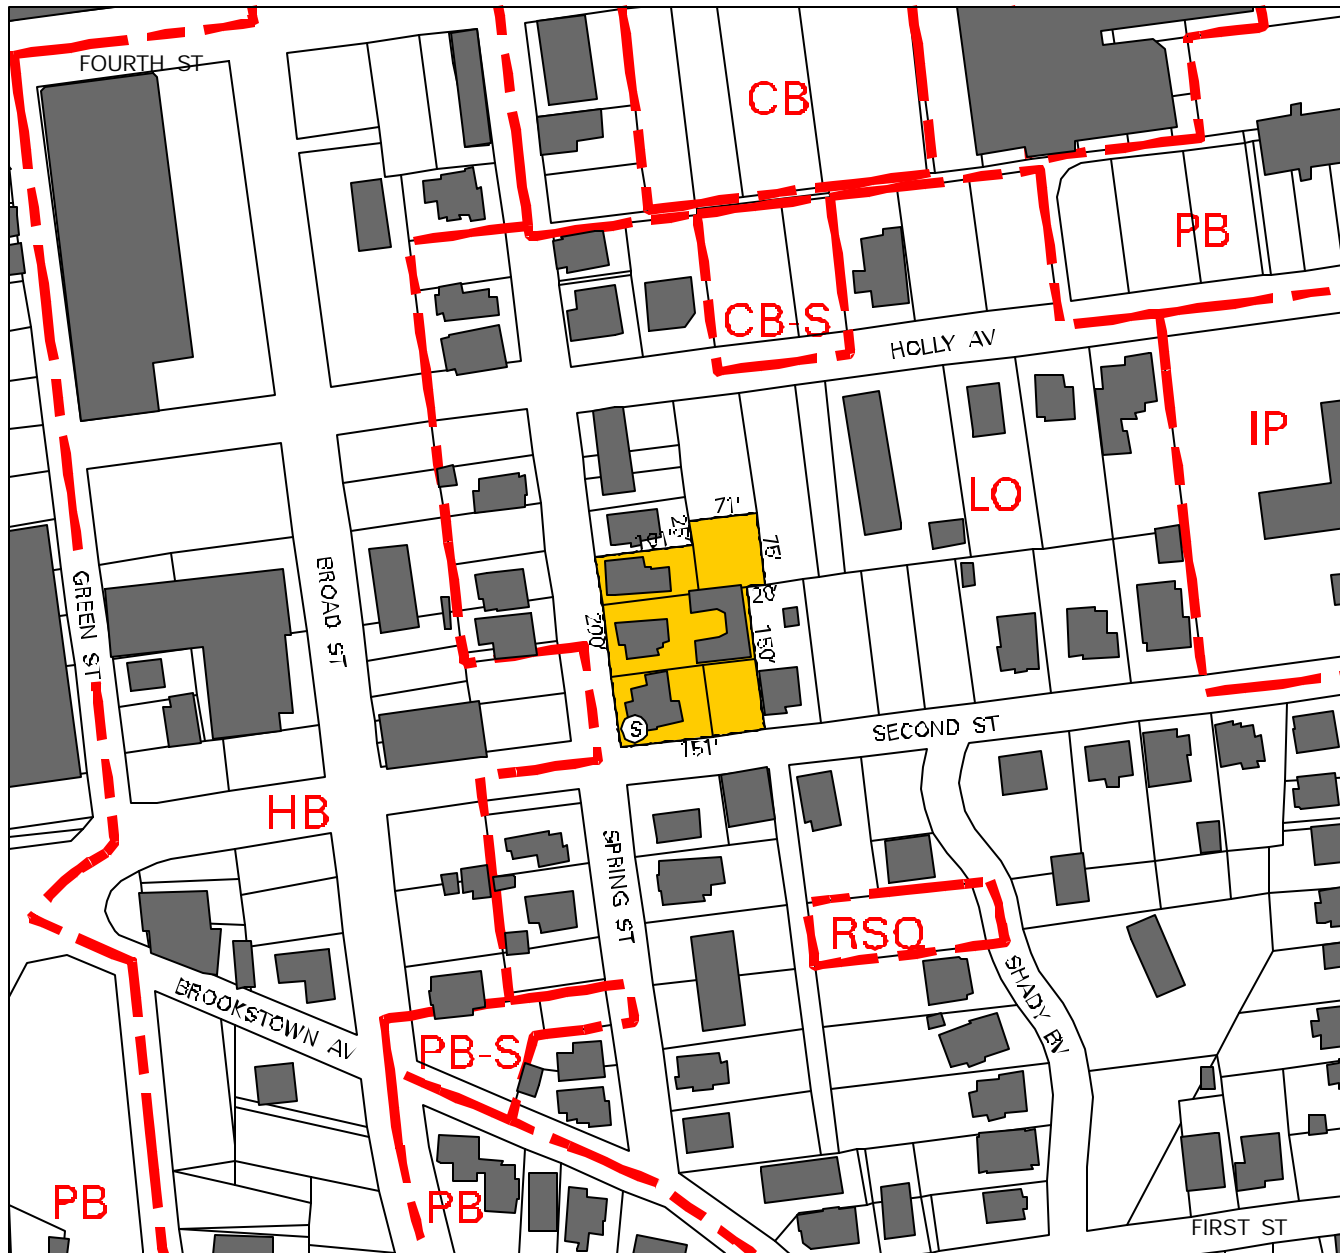 FOURTH ST
CB
PB
CB-S
HOLLY AV
IP
LO
71'
25'
101'
75'
28'
200'
150'
BROAD ST
GREEN ST
S
151'
SECOND ST
HB
SPRING ST
RSO
SHADY BV
BROOKSTOWN AV
PB-S
PB
PB
FIRST ST